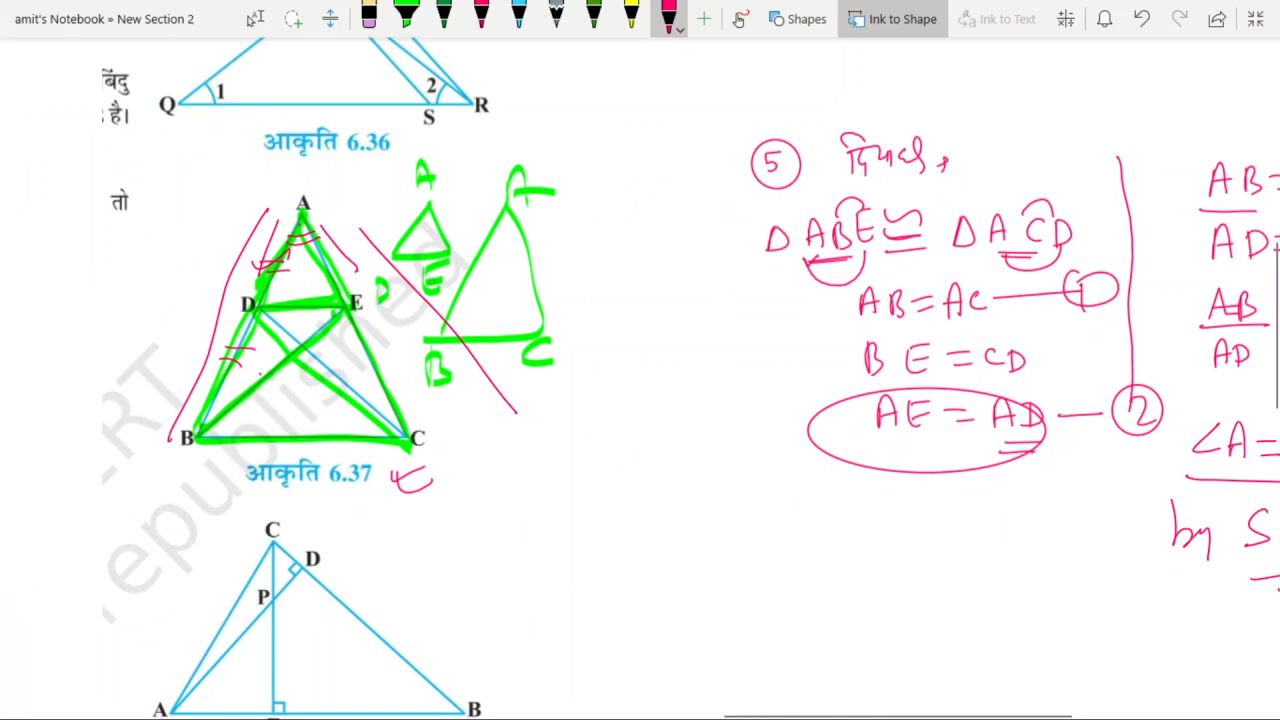 amit's Notebook » New Section 2
Shapes
Ink to Shape
Ink to Text
बिंदु
है।
Q 1 2 R
S
आकृति 6.36
तो
A
D E
B C
आकृति 6.37
A
D E
A
B C
C
D
P
A B
5
Δ ABE ≅ Δ ACD
AB = AC — 1
BE = CD
AE = AD — 2
AB =
AD =
AB
AD
<A =
by S
republished